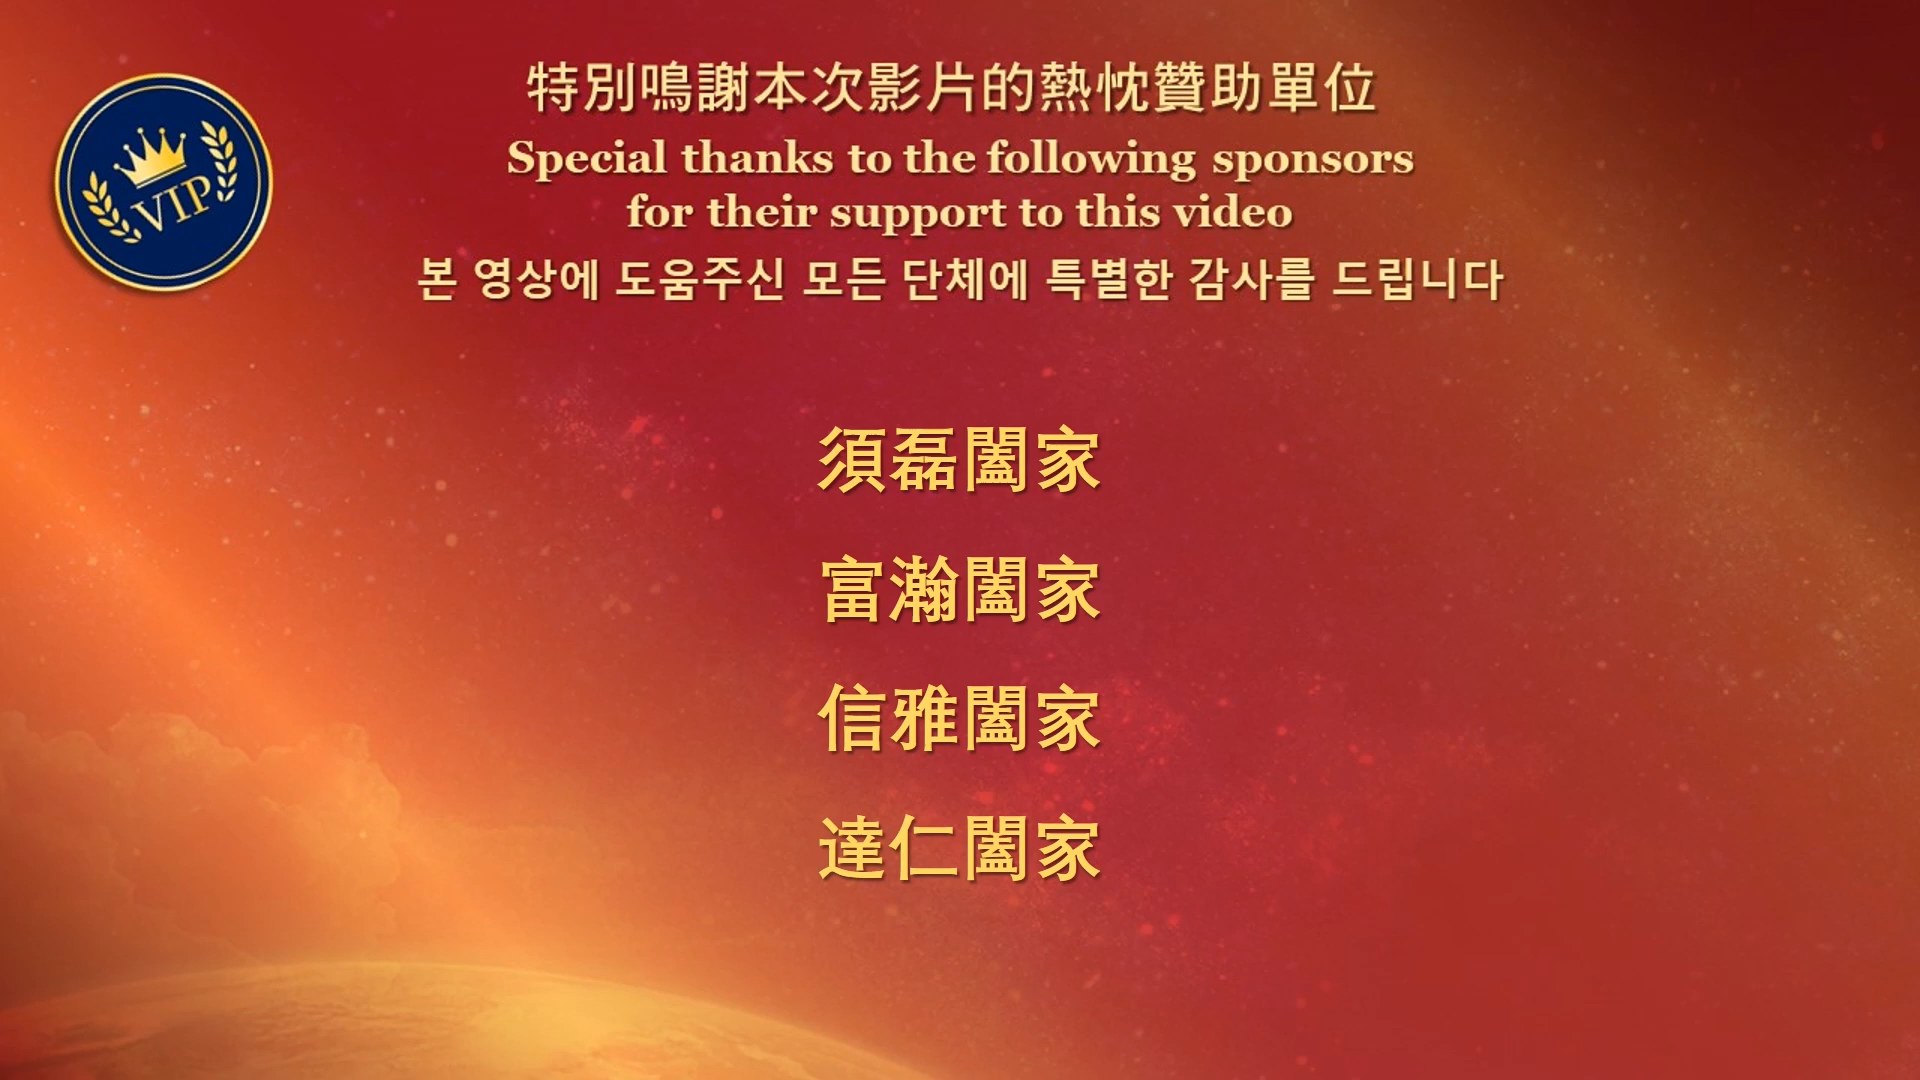 特別鳴謝本次影片的熱忱贊助單位
Special thanks to the following sponsors
for their support to this video
본 영상에 도움주신 모든 단체에 특별한 감사를 드립니다
VIP
須磊闔家
富瀚闔家
信雅闔家
達仁闔家